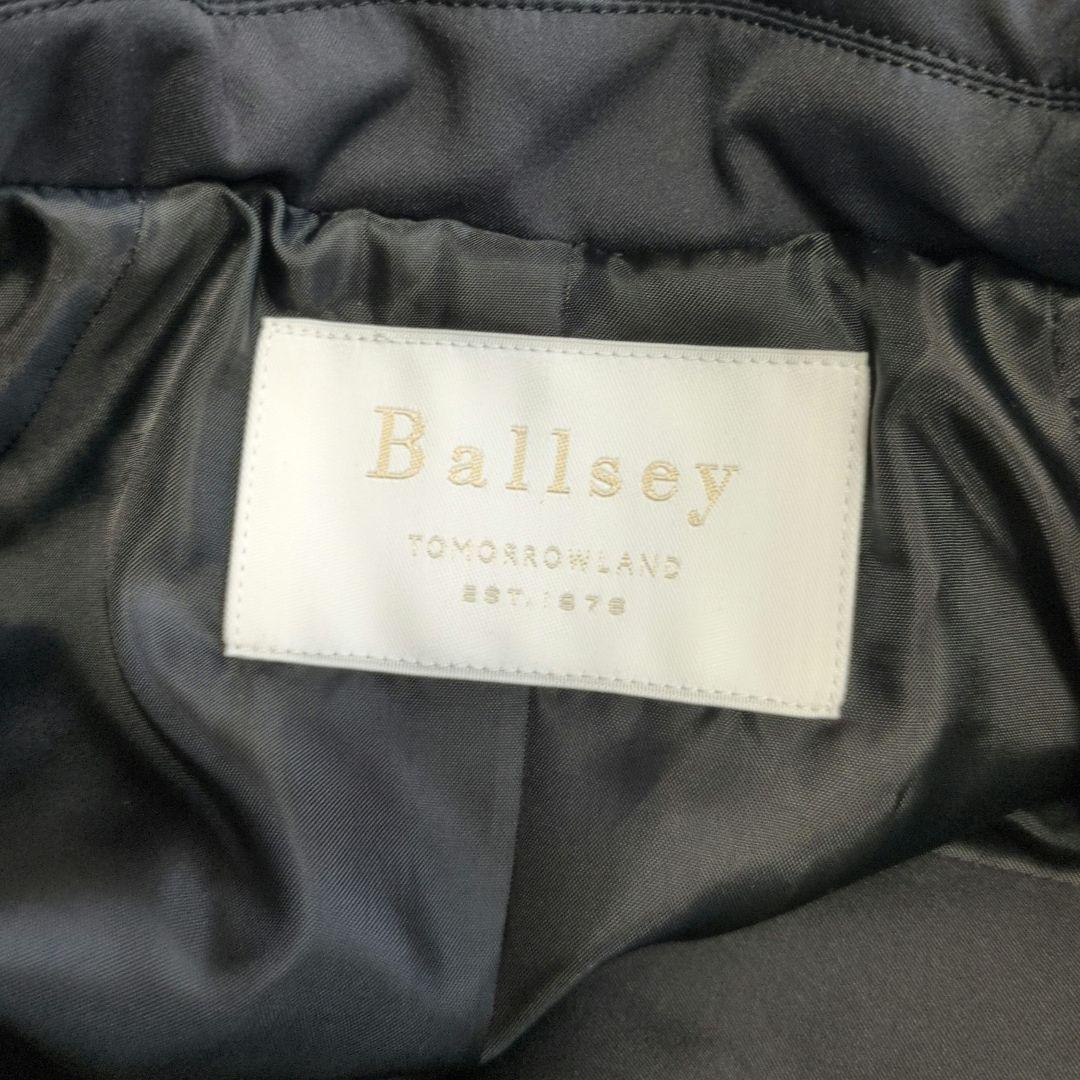 Ballsey
TOMORROWLAND
EST. 1978